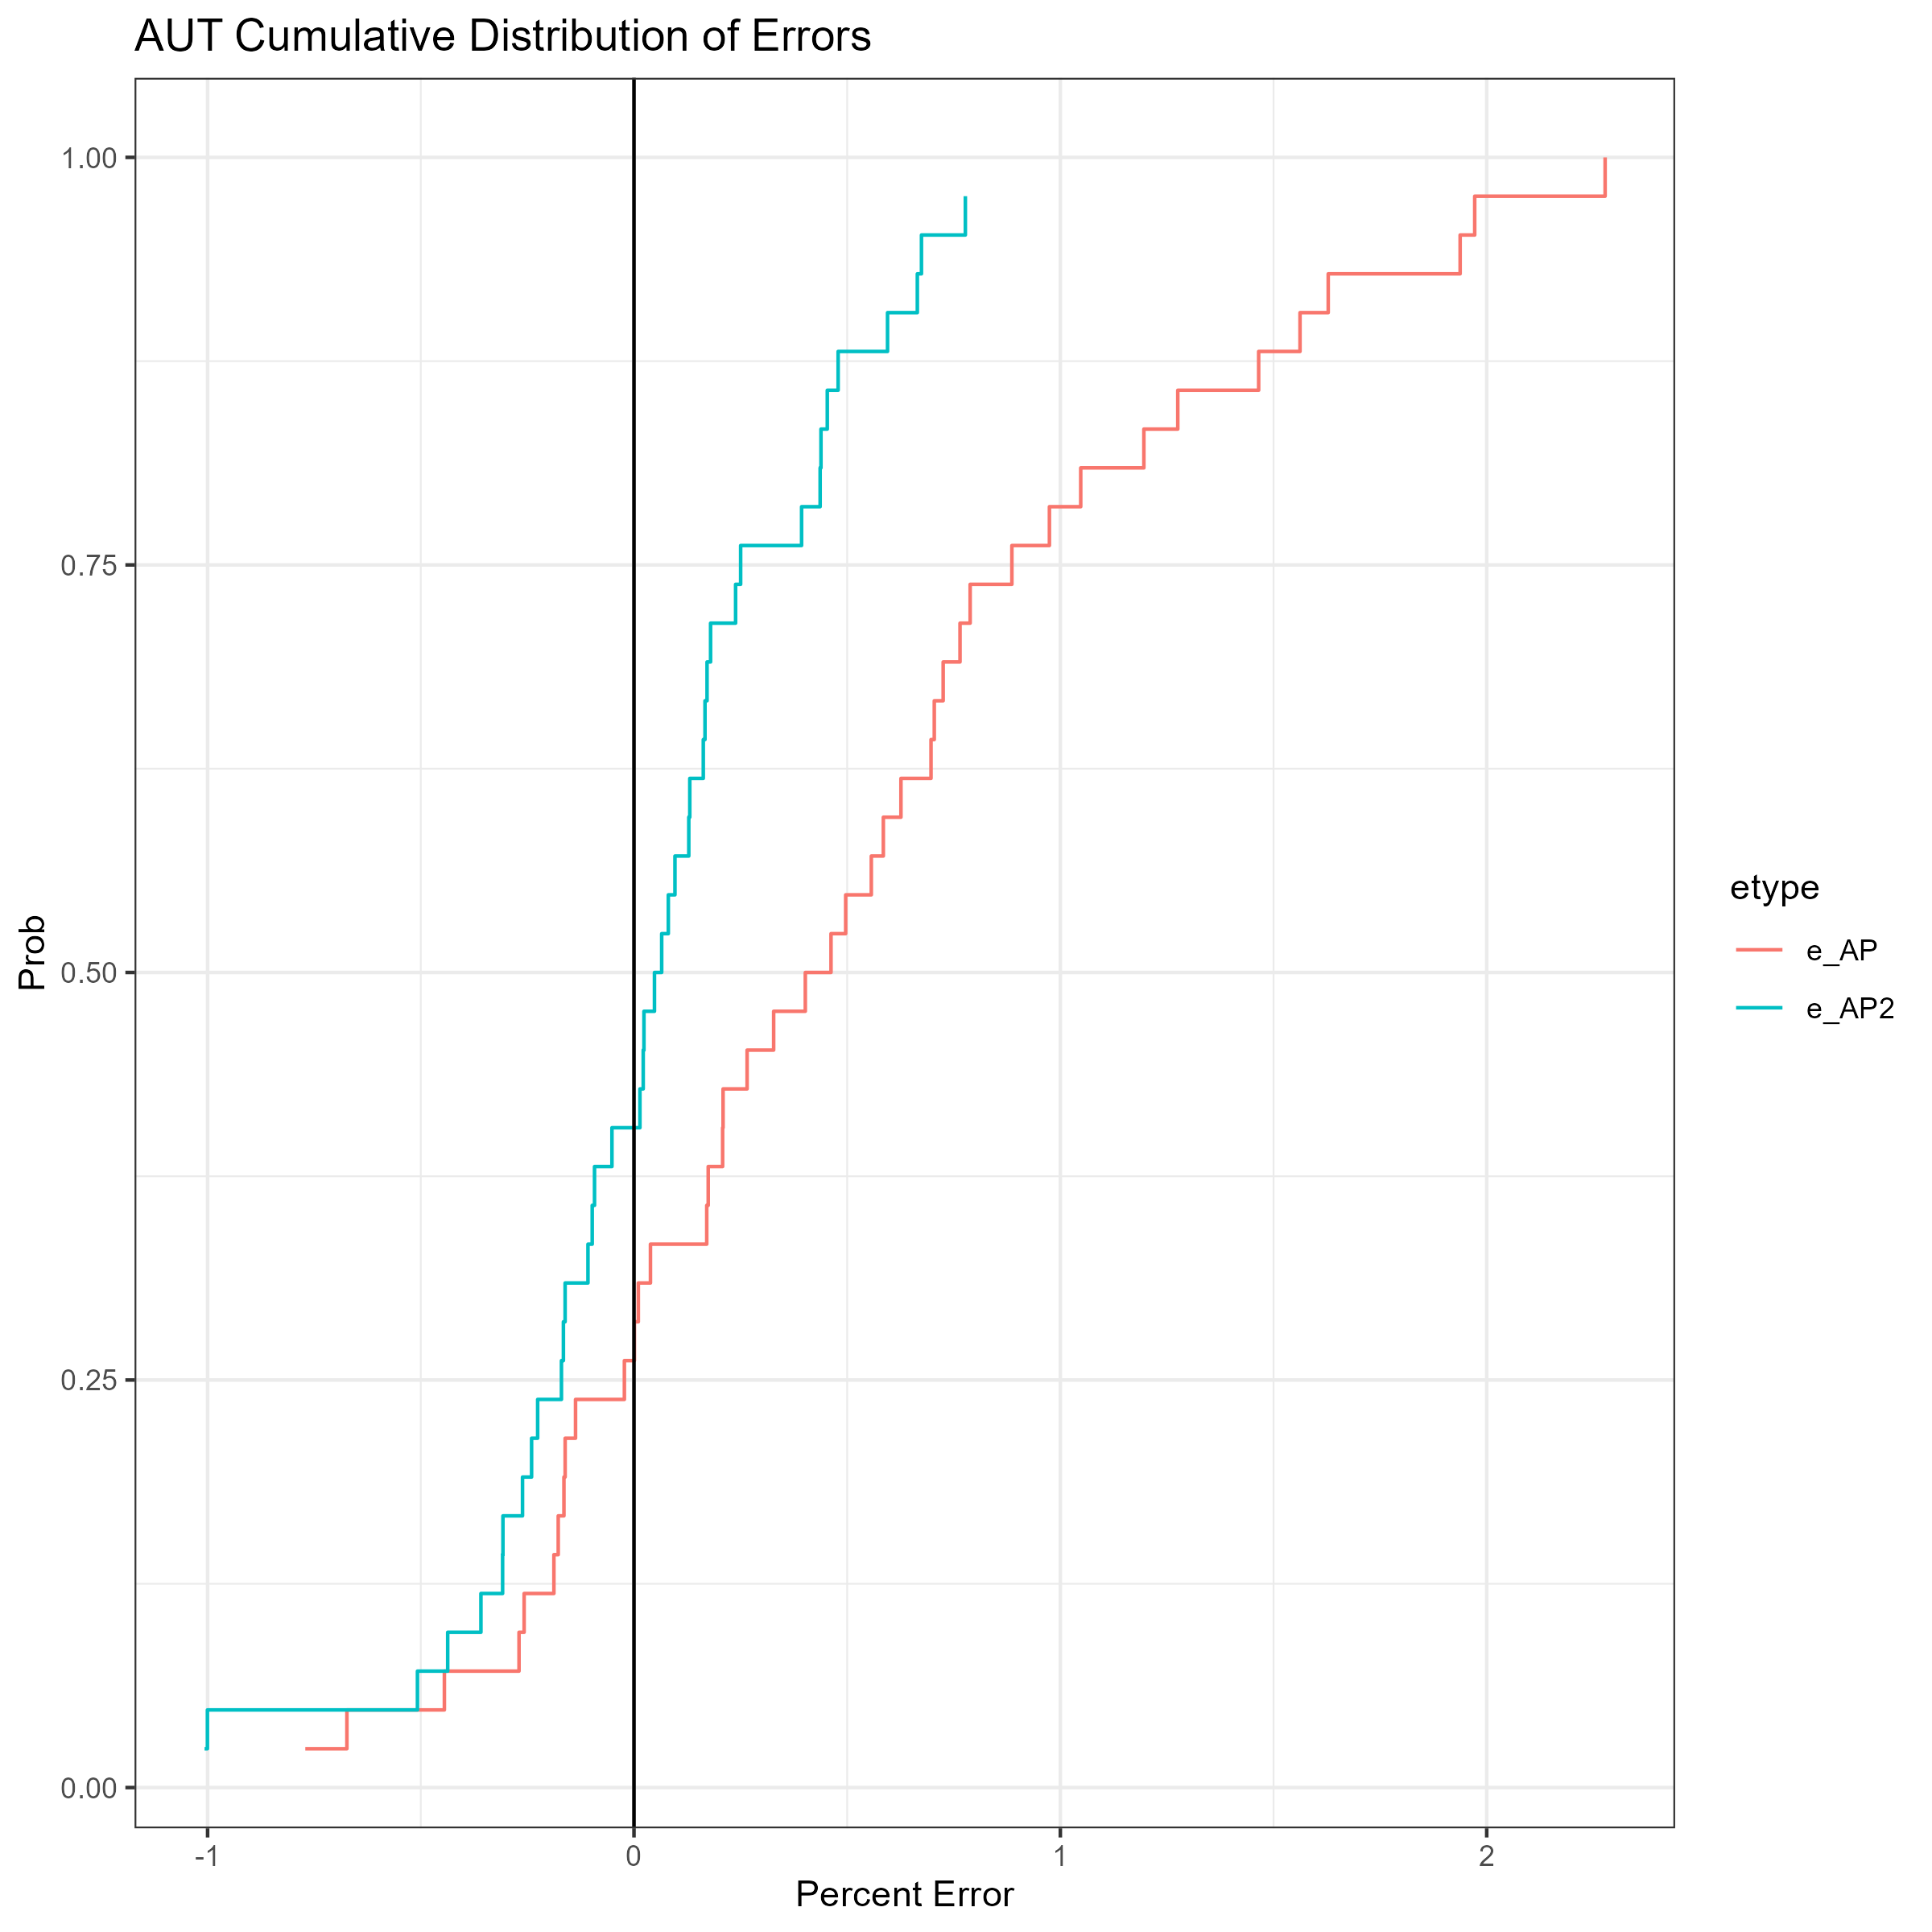 AUT Cumulative Distribution of Errors
1.00
0.75
0.50
0.25
0.00
Prob
-1
0
1
2
Percent Error
etype
e_AP
e_AP2